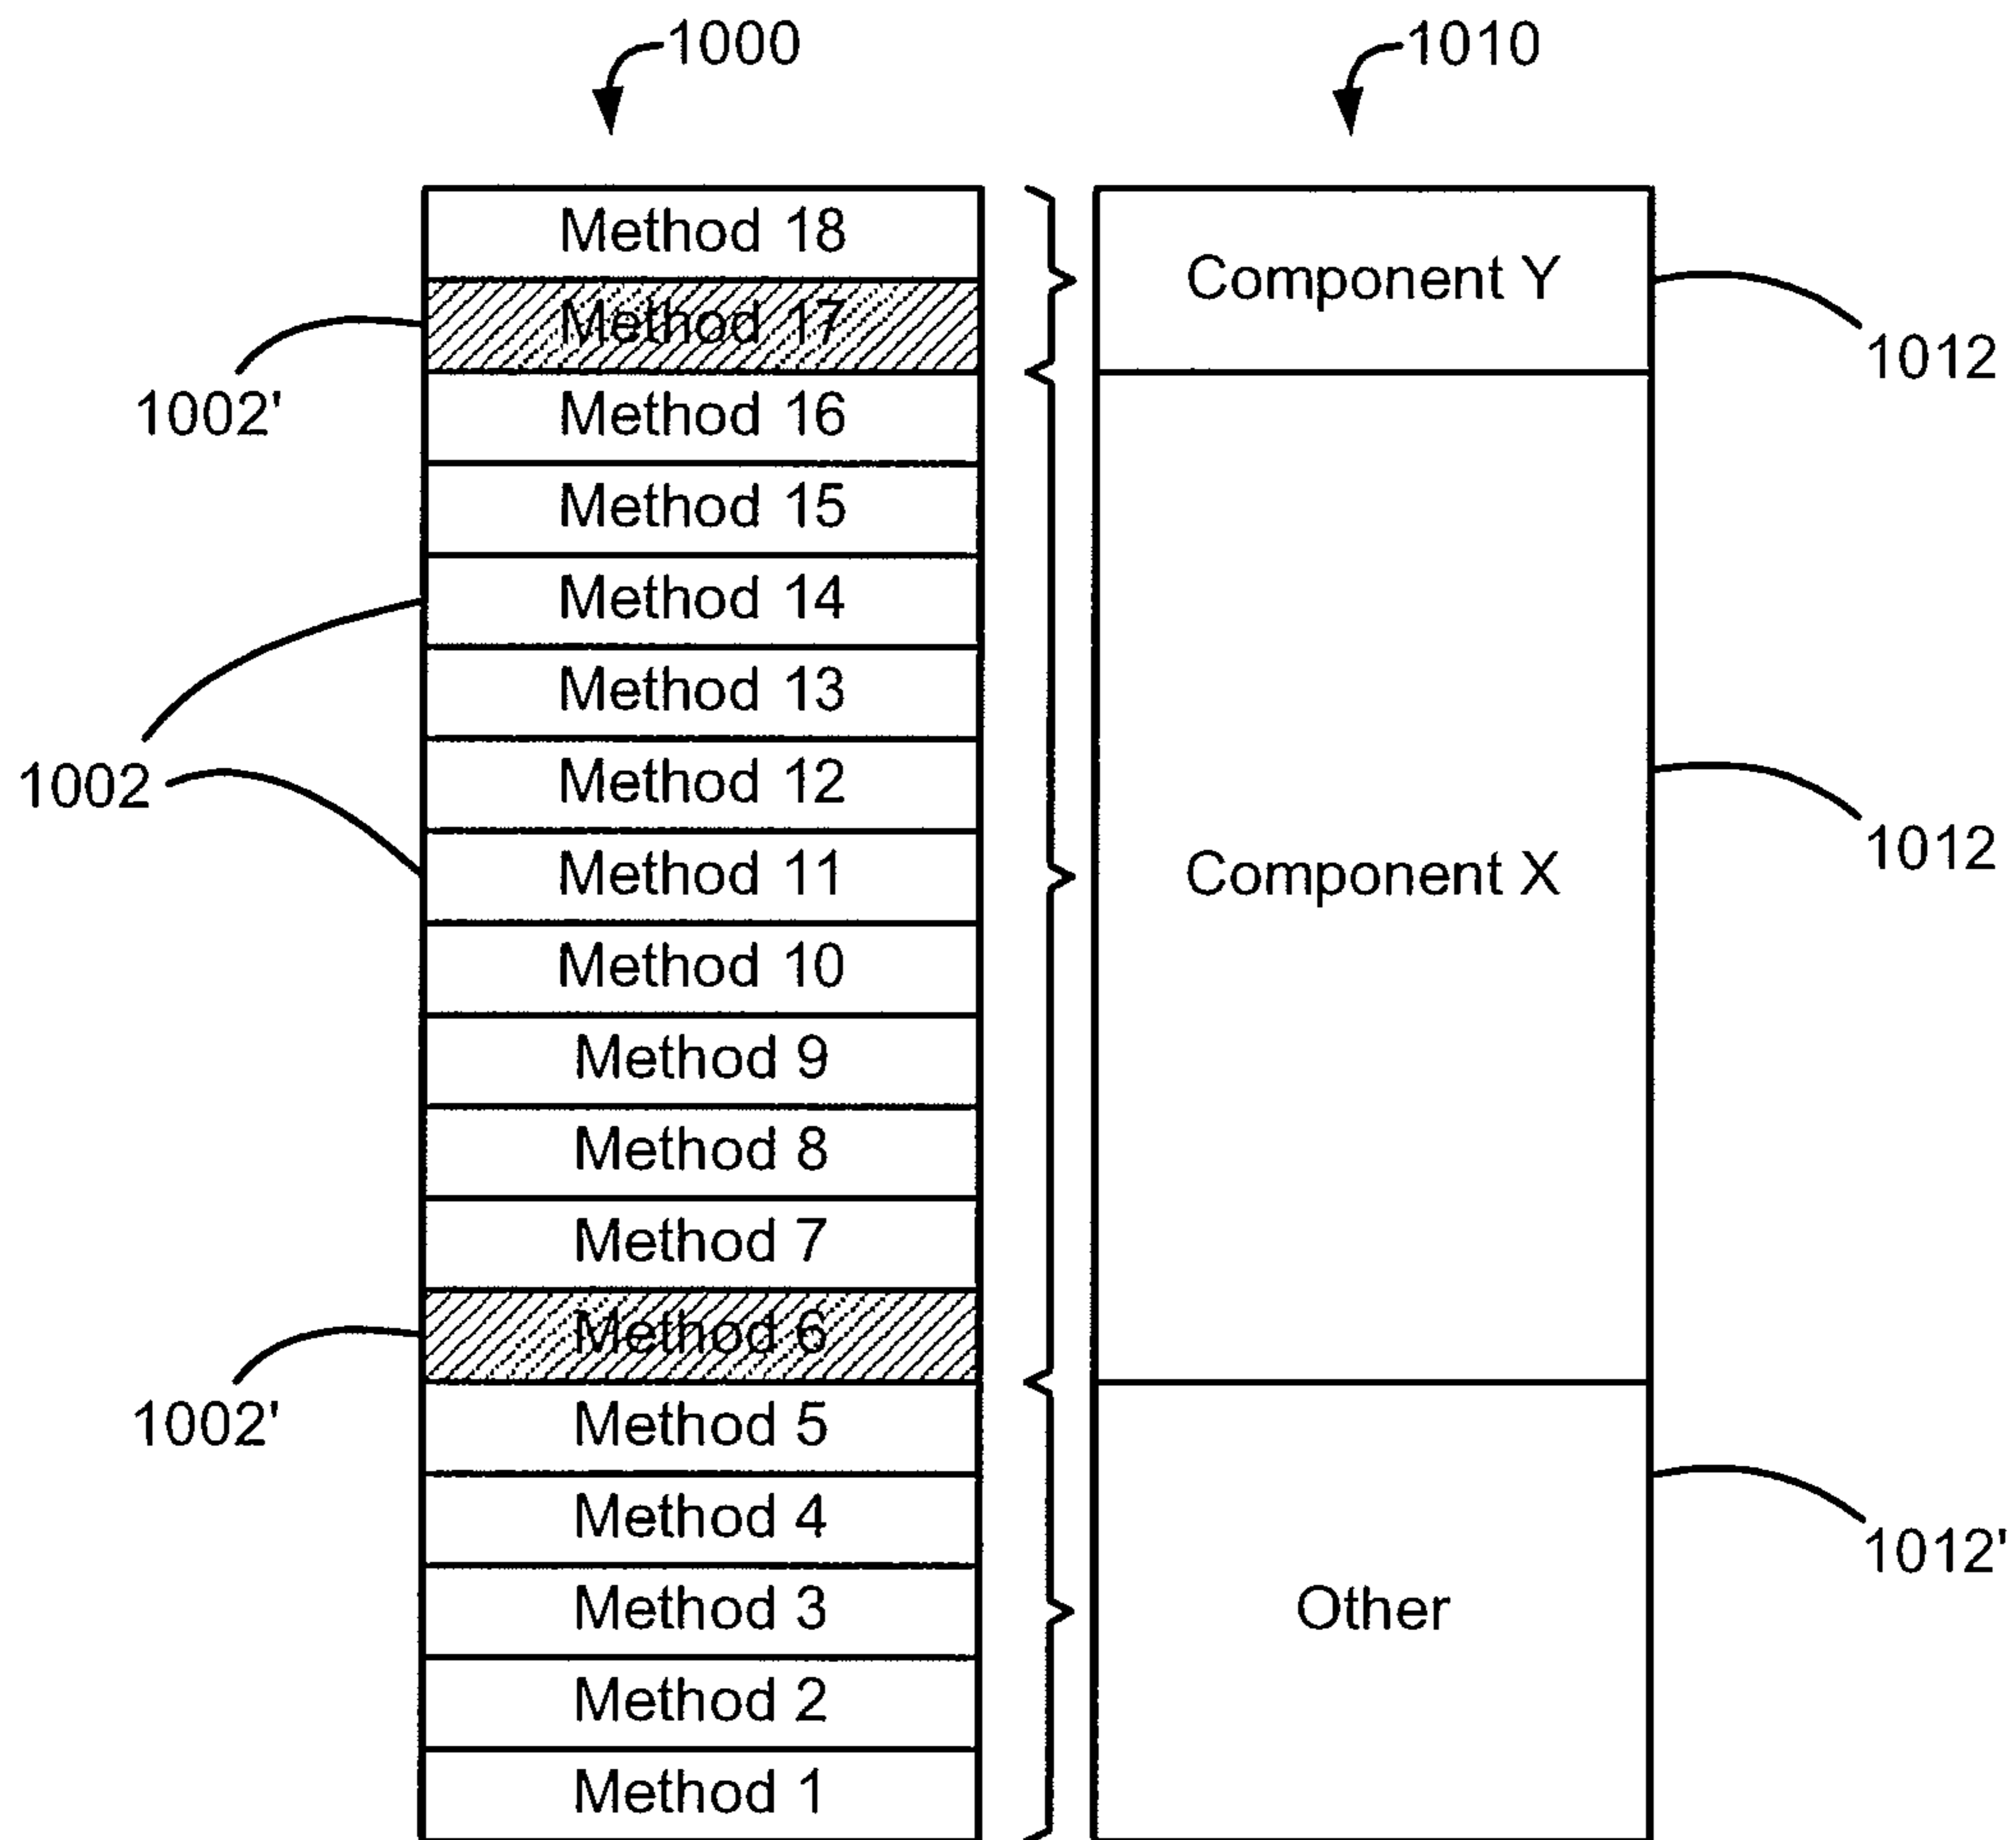 1000
1010
Method 18
Method 17
Method 16
Method 15
Method 14
Method 13
Method 12
Method 11
Method 10
Method 9
Method 8
Method 7
Method 6
Method 5
Method 4
Method 3
Method 2
Method 1
Component Y
Component X
Other
1002'
1002
1002'
1012
1012
1012'